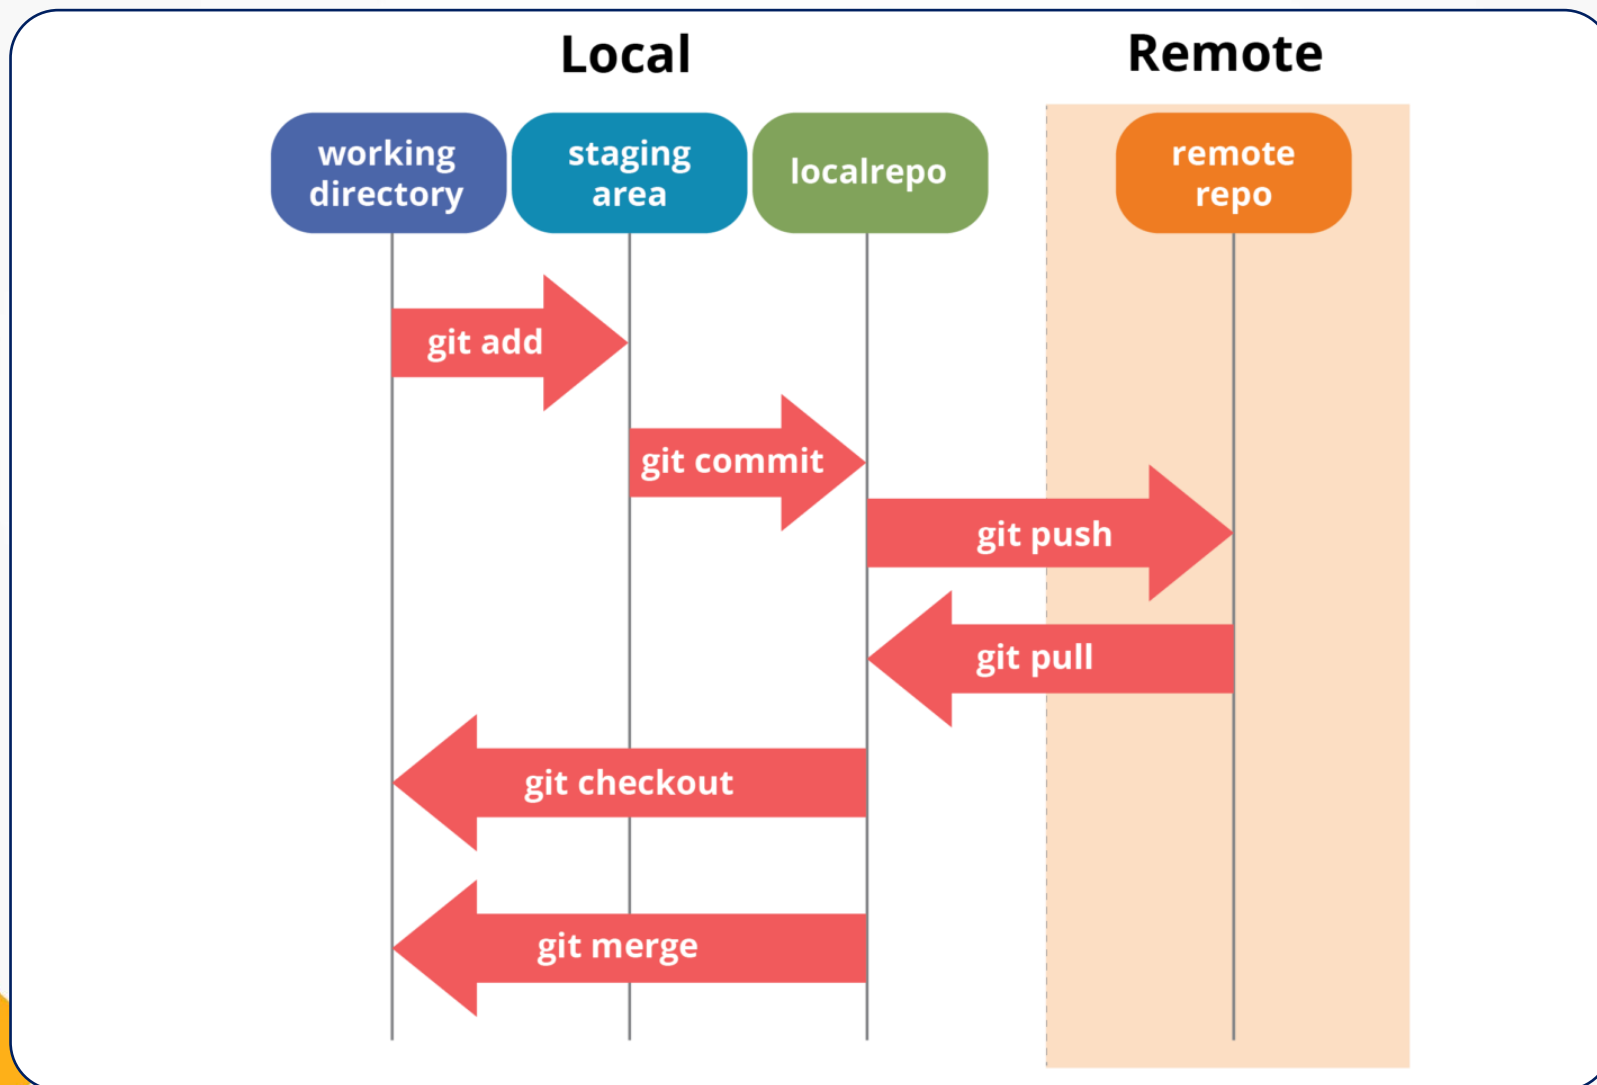 Local
Remote
working
directory
staging
area
localrepo
remote
repo
git add
git commit
git push
git pull
git checkout
git merge